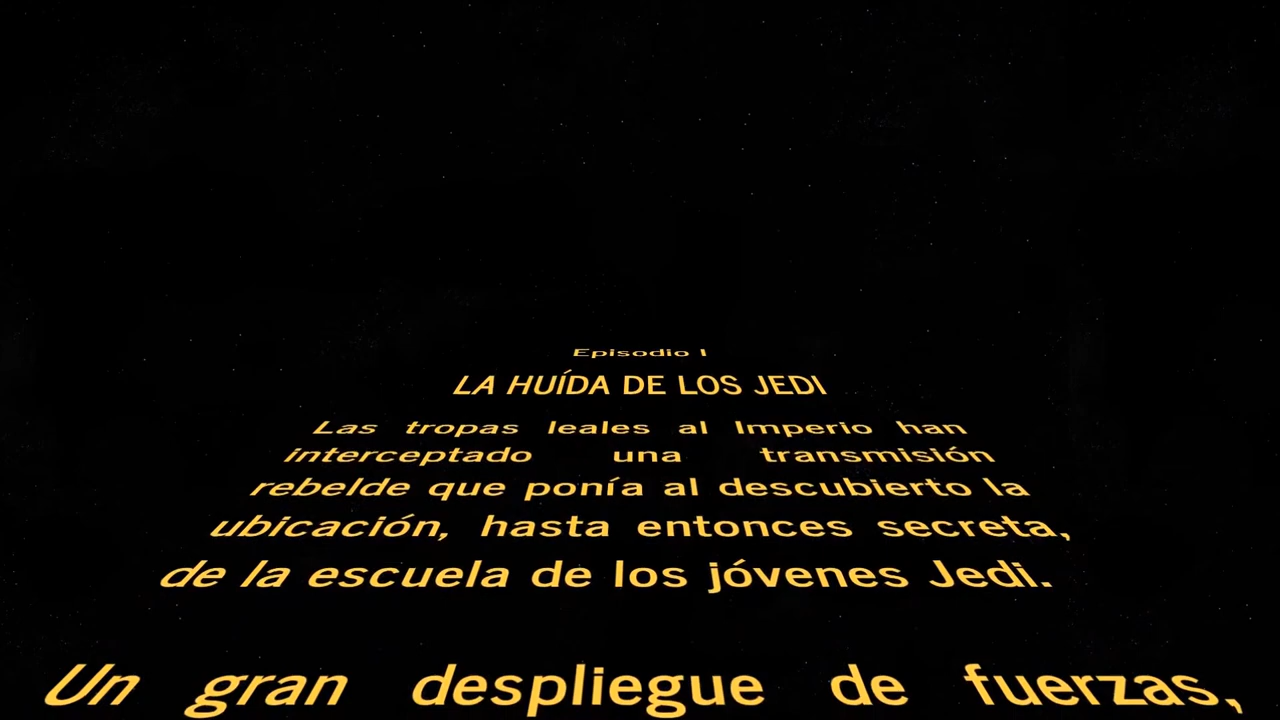 Episodio I
LA HUÍDA DE LOS JEDI
Las tropas leales al Imperio han
interceptado una transmisión
rebelde que ponía al descubierto la
ubicación, hasta entonces secreta,
de la escuela de los jóvenes Jedi.
Un gran despliegue de fuerzas,